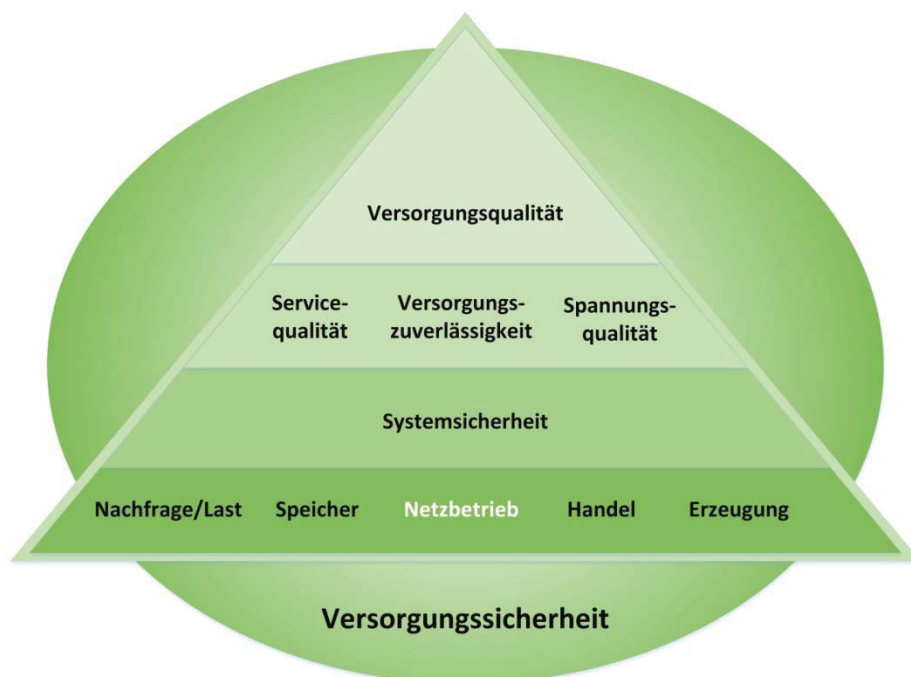 Versorgungsqualität
Service-
qualität
Versorgungs-
zuverlässigkeit
Spannungs-
qualität
Systemsicherheit
Nachfrage/Last Speicher Netzbetrieb Handel Erzeugung
Versorgungssicherheit